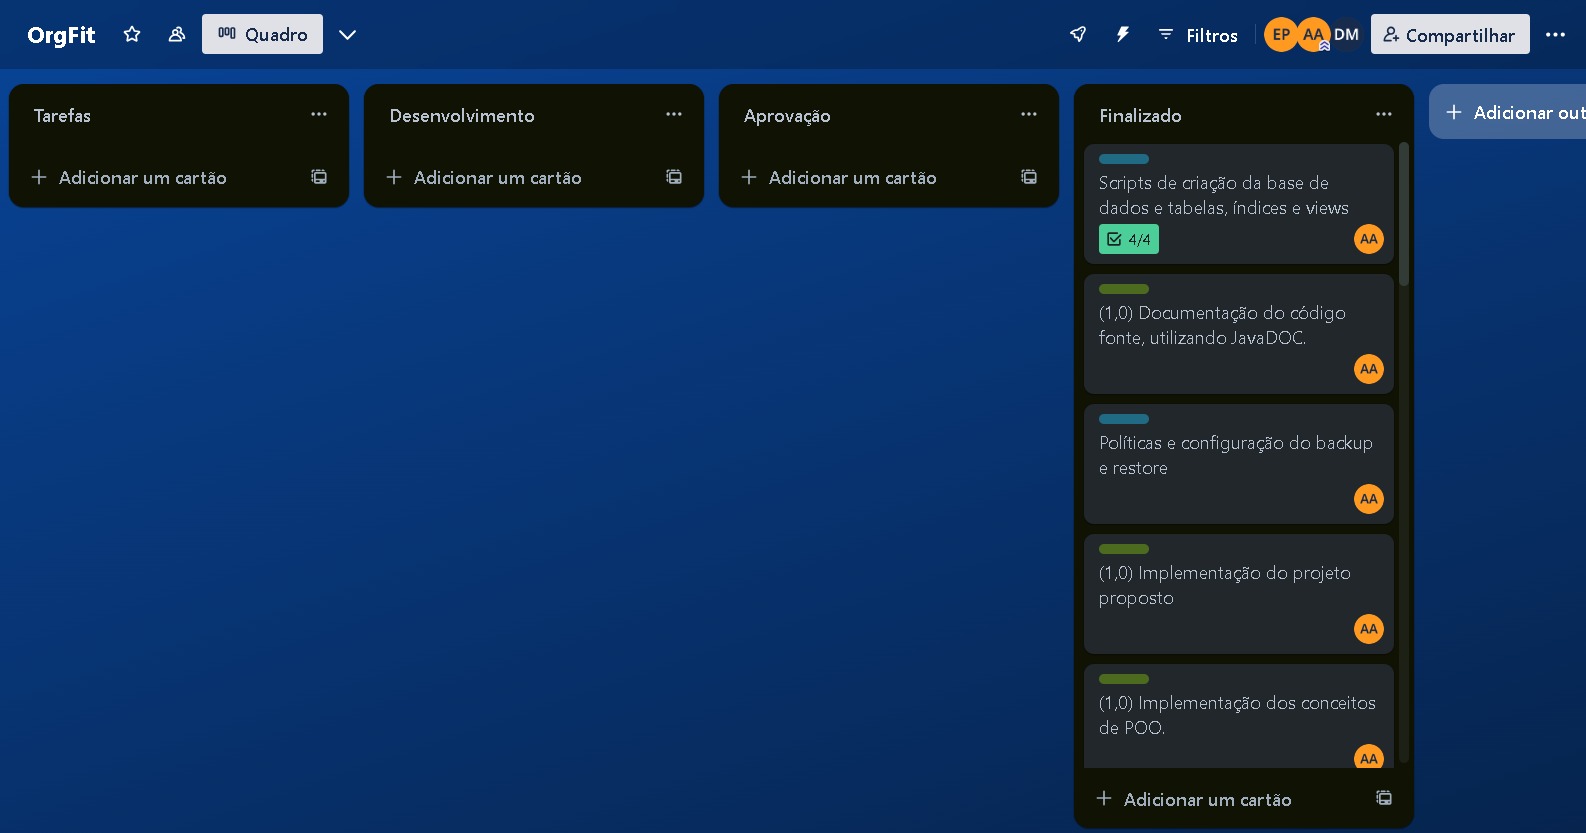 OrgFit
Quadro
Filtros
EP
AA
DM
Compartilhar
Tarefas
Adicionar um cartão
Desenvolvimento
Adicionar um cartão
Aprovação
Adicionar um cartão
Finalizado
Scripts de criação da base de
dados e tabelas, índices e views
4/4
AA
(1,0) Documentação do código
fonte, utilizando JavaDOC.
AA
Políticas e configuração do backup
e restore
AA
(1,0) Implementação do projeto
proposto
AA
(1,0) Implementação dos conceitos
de POO.
AA
Adicionar um cartão
Adicionar out